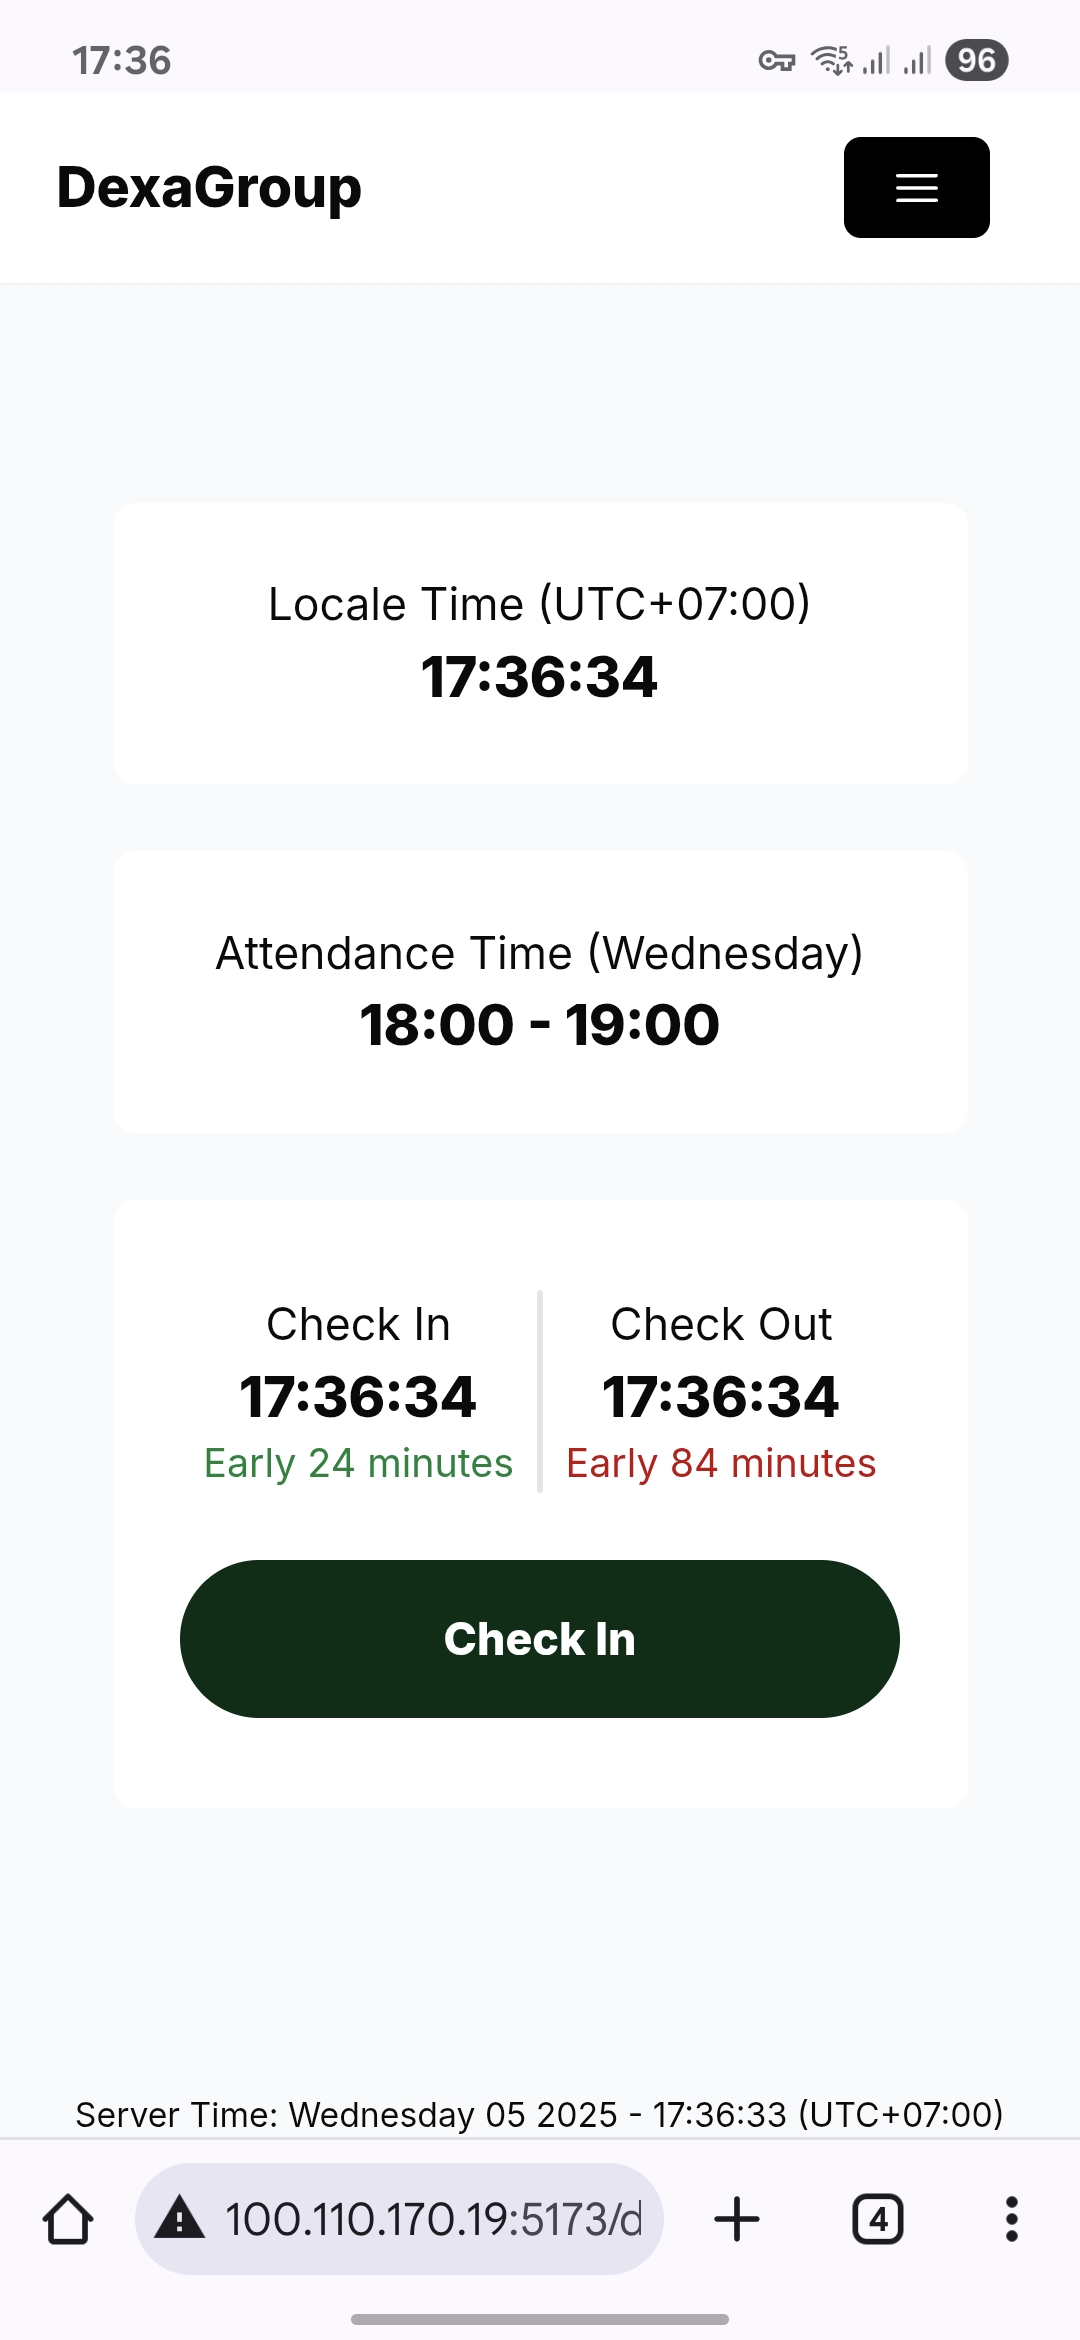 17:36
5
96
DexaGroup
Locale Time (UTC+07:00)
17:36:34
Attendance Time (Wednesday)
18:00 - 19:00
Check In
17:36:34
Early 24 minutes
Check Out
17:36:34
Early 84 minutes
Check In
Server Time: Wednesday 05 2025 - 17:36:33 (UTC+07:00)
100.110.170.19:5173/d
4